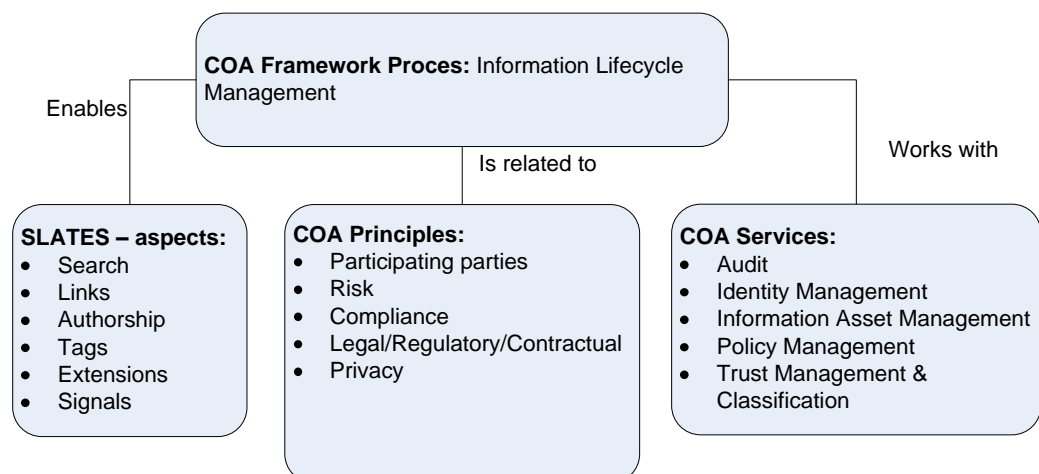 COA Framework Proces: Information Lifecycle
Management
Enables
Is related to
Works with
SLATES – aspects:
• Search
• Links
• Authorship
• Tags
• Extensions
• Signals
COA Principles:
• Participating parties
• Risk
• Compliance
• Legal/Regulatory/Contractual
• Privacy
COA Services:
• Audit
• Identity Management
• Information Asset Management
• Policy Management
• Trust Management &
Classification